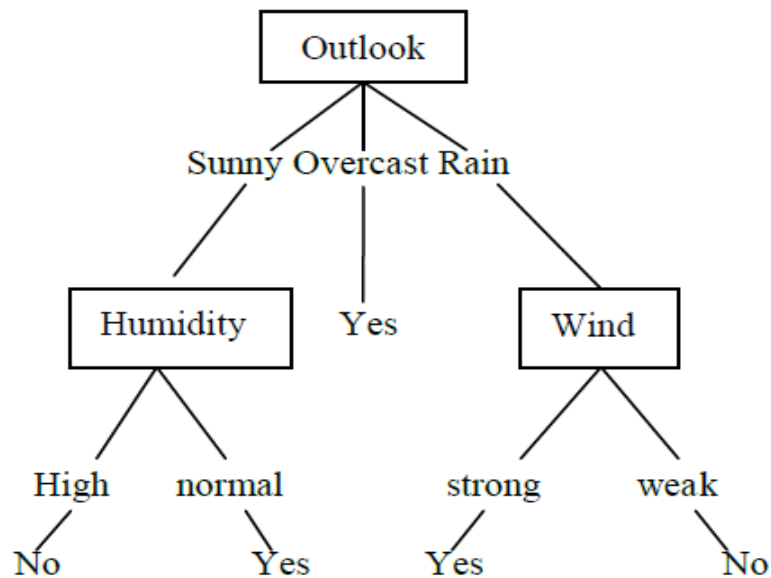 Outlook
Sunny Overcast Rain
Humidity Yes Wind
High normal strong weak
No Yes Yes No